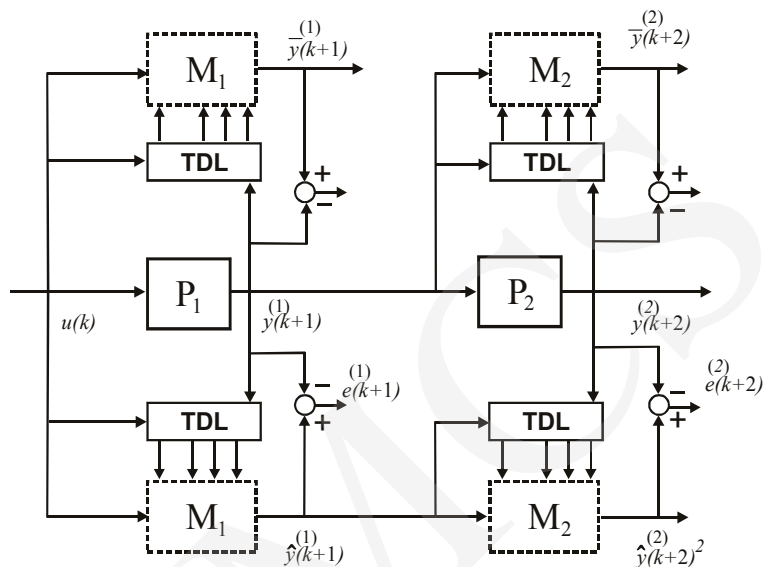 y̅(k+1)^(1)
y̅(k+2)^(2)
M₁
M₂
TDL
TDL
+
−
+
−
P₁
P₂
u(k)
y(k+1)^(1)
y(k+2)^(2)
−
e(k+1)^(1)
+
−
e(k+2)^(2)
+
TDL
TDL
M₁
M₂
ŷ(k+1)^(1)
ŷ(k+2)^(2) ²